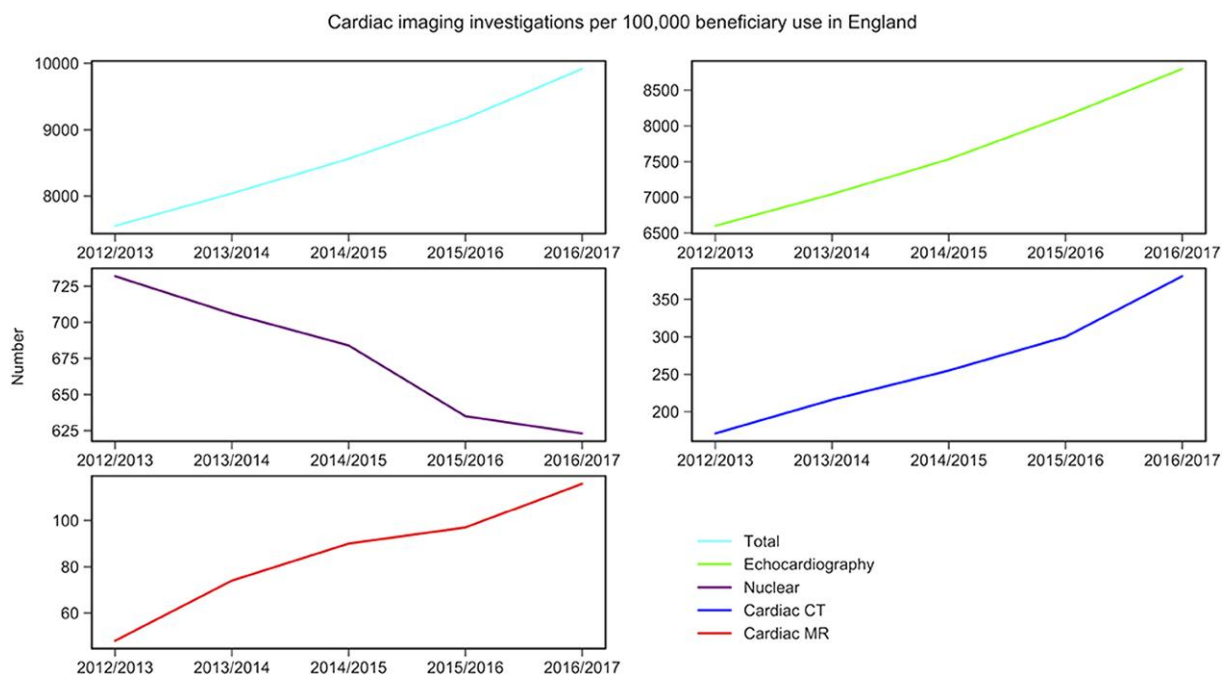 Cardiac imaging investigations per 100,000 beneficiary use in England
10000
9000
8000
2012/2013 2013/2014 2014/2015 2015/2016 2016/2017
8500
8000
7500
7000
6500
2012/2013 2013/2014 2014/2015 2015/2016 2016/2017
Number
725
700
675
650
625
2012/2013 2013/2014 2014/2015 2015/2016 2016/2017
350
300
250
200
2012/2013 2013/2014 2014/2015 2015/2016 2016/2017
100
80
60
2012/2013 2013/2014 2014/2015 2015/2016 2016/2017
Total
Echocardiography
Nuclear
Cardiac CT
Cardiac MR